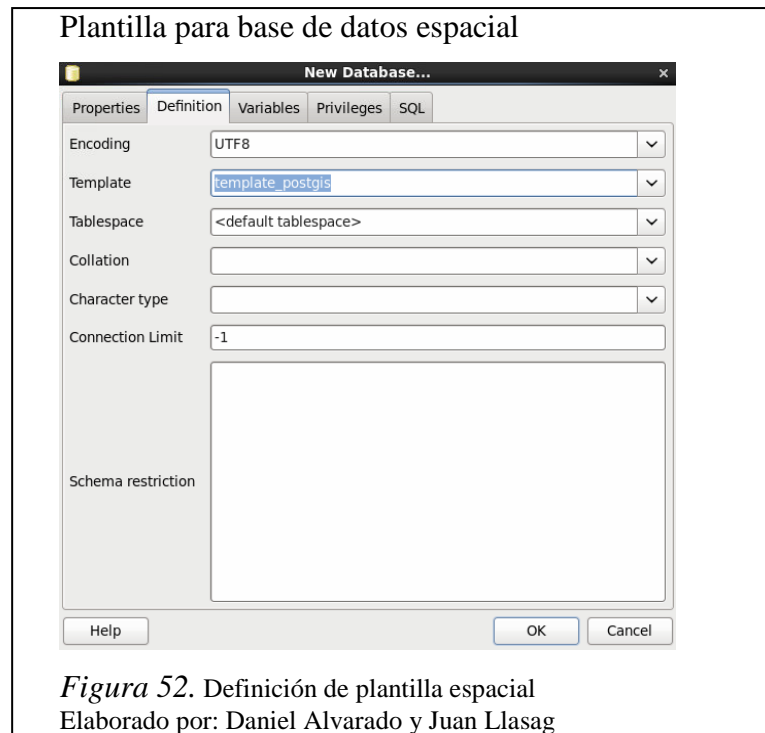 Plantilla para base de datos espacial
New Database...
Properties Definition Variables Privileges SQL
Encoding UTF8
Template template_postgis
Tablespace <default tablespace>
Collation
Character type
Connection Limit -1
Schema restriction
Help OK Cancel
Figura 52. Definición de plantilla espacial
Elaborado por: Daniel Alvarado y Juan Llasag